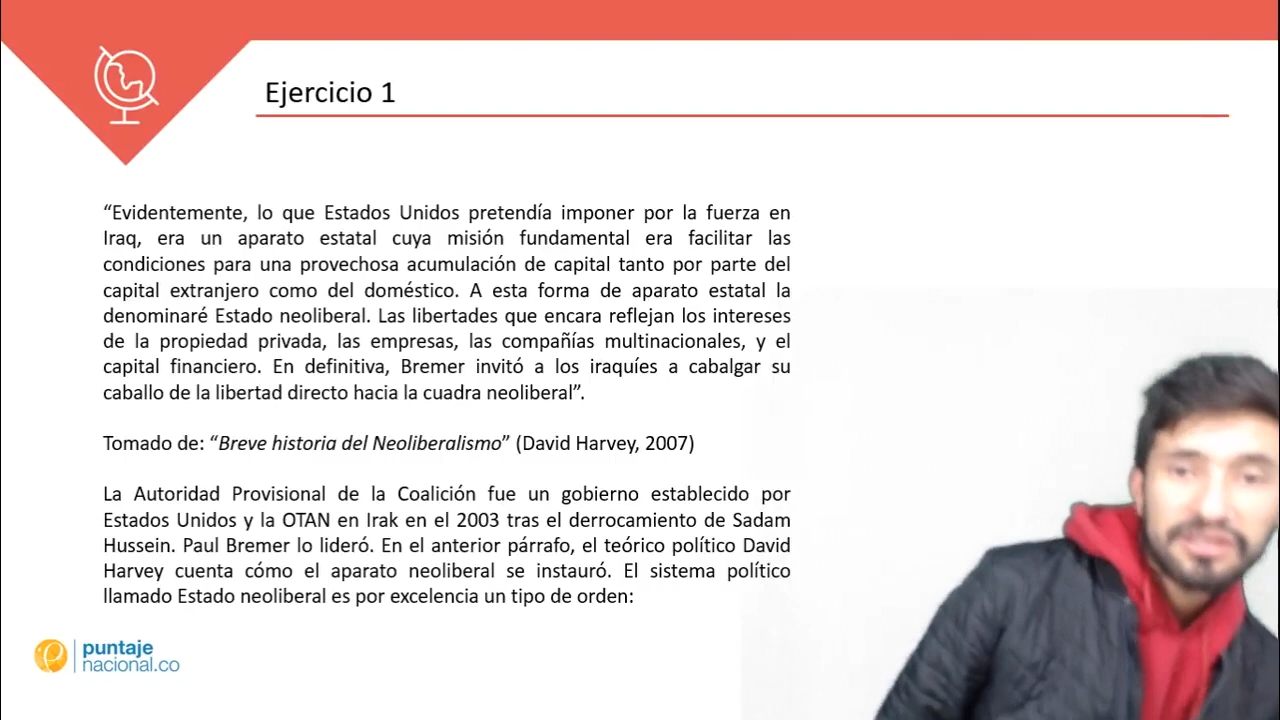 Ejercicio 1
“Evidentemente, lo que Estados Unidos pretendía imponer por la fuerza en
Iraq, era un aparato estatal cuya misión fundamental era facilitar las
condiciones para una provechosa acumulación de capital tanto por parte del
capital extranjero como del doméstico. A esta forma de aparato estatal la
denominaré Estado neoliberal. Las libertades que encara reflejan los intereses
de la propiedad privada, las empresas, las compañías multinacionales, y el
capital financiero. En definitiva, Bremer invitó a los iraquíes a cabalgar su
caballo de la libertad directo hacia la cuadra neoliberal”.
Tomado de: “Breve historia del Neoliberalismo” (David Harvey, 2007)
La Autoridad Provisional de la Coalición fue un gobierno establecido por
Estados Unidos y la OTAN en Irak en el 2003 tras el derrocamiento de Sadam
Hussein. Paul Bremer lo lideró. En el anterior párrafo, el teórico político David
Harvey cuenta cómo el aparato neoliberal se instauró. El sistema político
llamado Estado neoliberal es por excelencia un tipo de orden:
puntaje
nacional.co